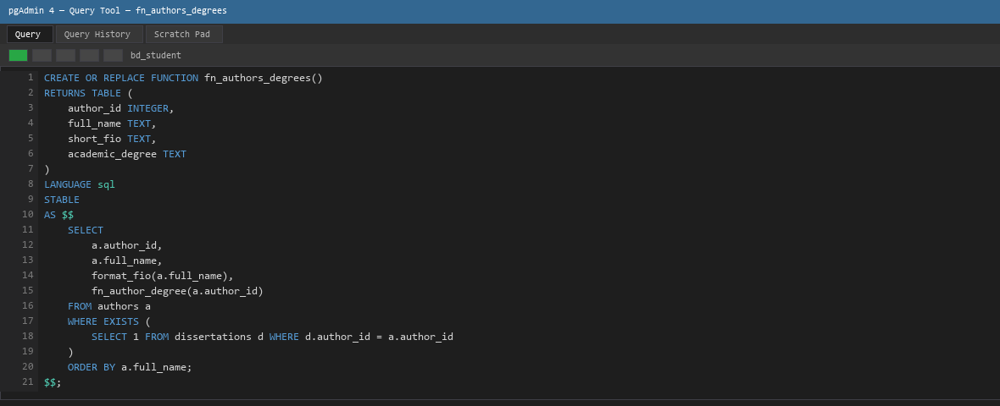 pgAdmin 4 — Query Tool — fn_authors_degrees
Query Query History Scratch Pad
bd_student
1 CREATE OR REPLACE FUNCTION fn_authors_degrees()
2 RETURNS TABLE (
3     author_id INTEGER,
4     full_name TEXT,
5     short_fio TEXT,
6     academic_degree TEXT
7 )
8 LANGUAGE sql
9 STABLE
10 AS $$
11     SELECT
12         a.author_id,
13         a.full_name,
14         format_fio(a.full_name),
15         fn_author_degree(a.author_id)
16     FROM authors a
17     WHERE EXISTS (
18         SELECT 1 FROM dissertations d WHERE d.author_id = a.author_id
19     )
20     ORDER BY a.full_name;
21 $$;